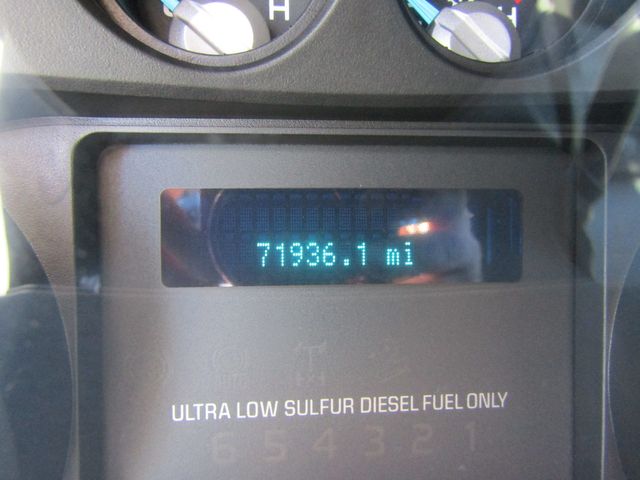 H
H
71936.1 mi
ULTRA LOW SULFUR DIESEL FUEL ONLY
6 5 4 3 2 1